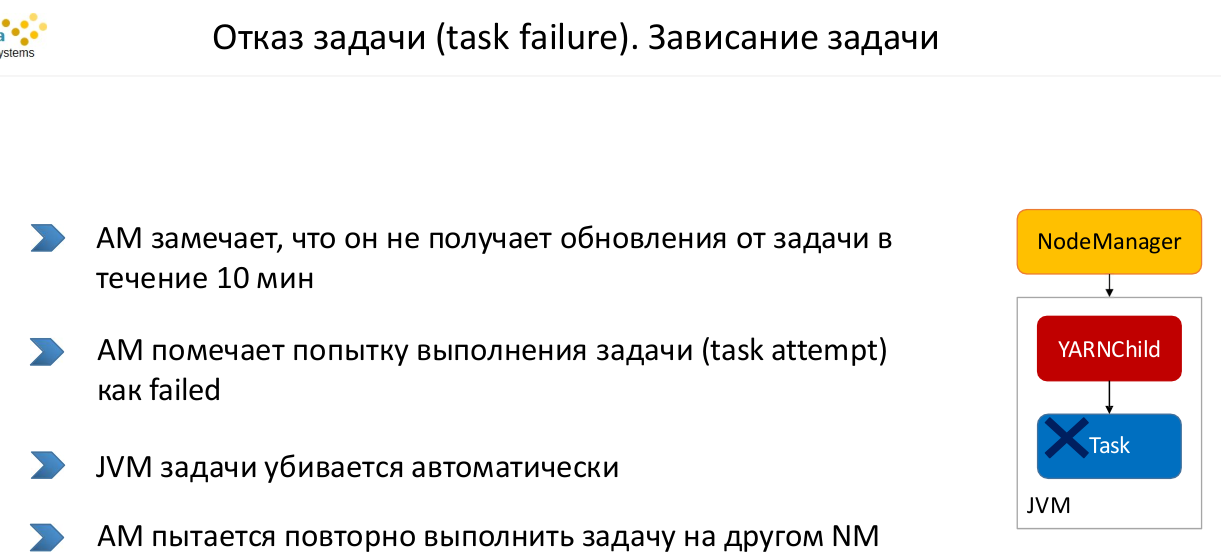 Отказ задачи (task failure). Зависание задачи
AM замечает, что он не получает обновления от задачи в
течение 10 мин
AM помечает попытку выполнения задачи (task attempt)
как failed
JVM задачи убивается автоматически
AM пытается повторно выполнить задачу на другом NM
NodeManager
YARNChild
Task
JVM